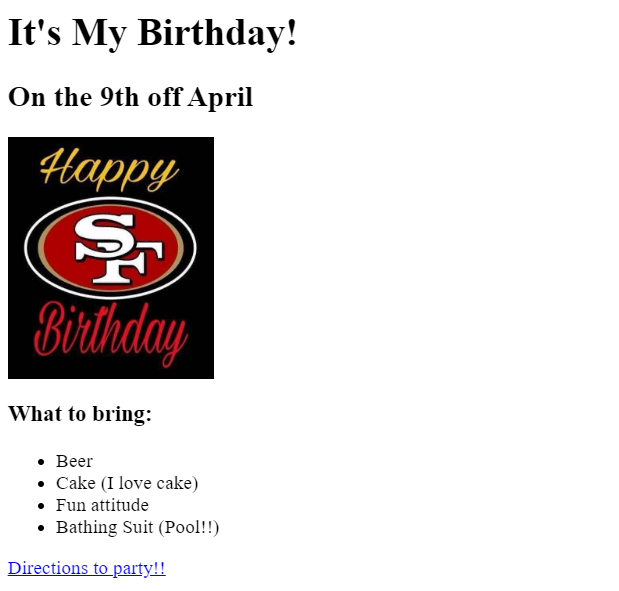 It's My Birthday!
On the 9th off April
Happy
SF
Birthday
What to bring:
Beer
Cake (I love cake)
Fun attitude
Bathing Suit (Pool!!)
Directions to party!!